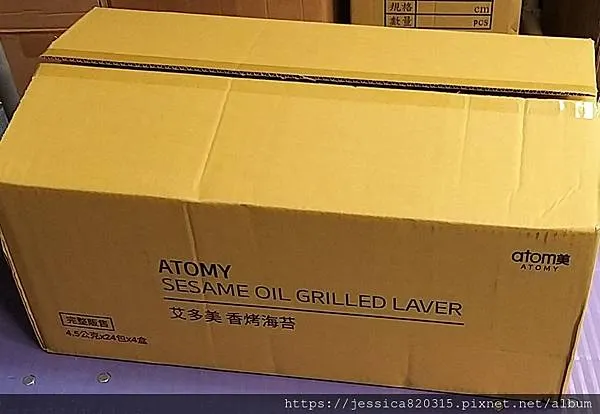 規格 cm
數量 PCS
atom美
ATOMY
ATOMY
SESAME OIL GRILLED LAVER
艾多美 香烤海苔
完整販售
4.5公克x24包x4盒
https://jessica820315.pixnet.net/album